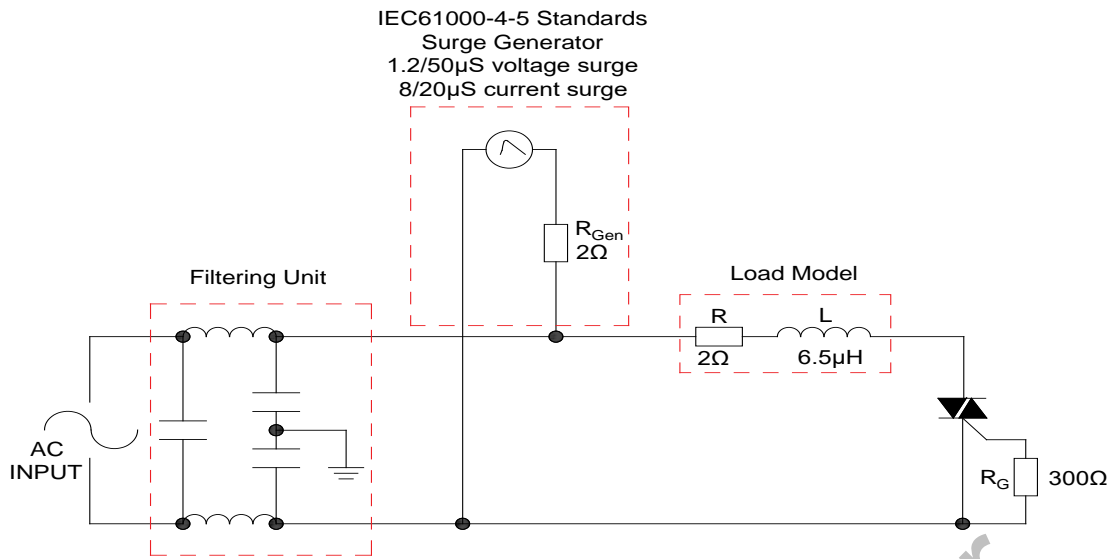 IEC61000-4-5 Standards
Surge Generator
1.2/50µS voltage surge
8/20µS current surge
R_Gen
2Ω
Filtering Unit
Load Model
R
L
2Ω
6.5µH
AC
INPUT
R_G
300Ω